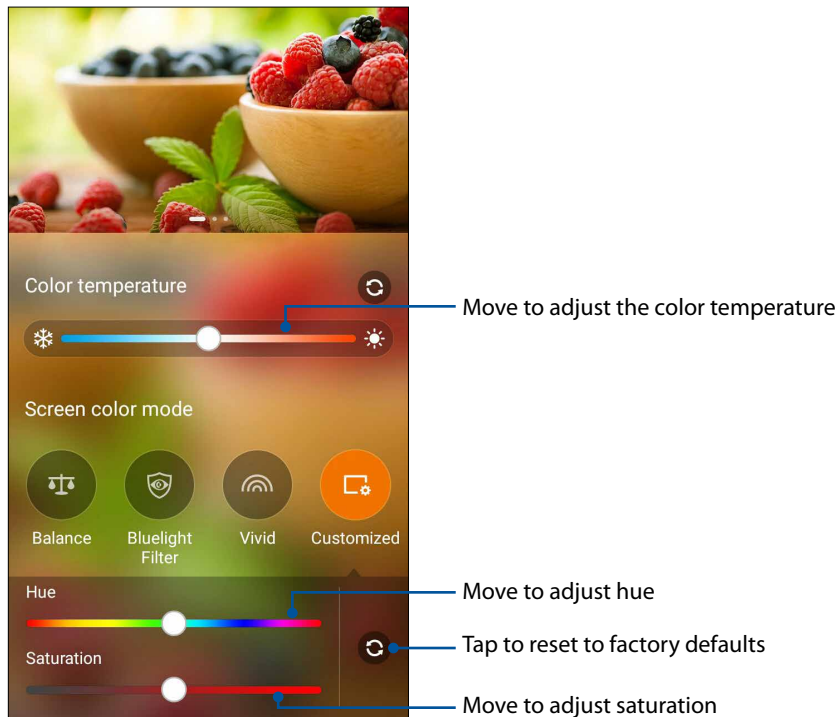 Color temperature
Move to adjust the color temperature
Screen color mode
Balance
Bluelight
Filter
Vivid
Customized
Hue
Move to adjust hue
Tap to reset to factory defaults
Saturation
Move to adjust saturation